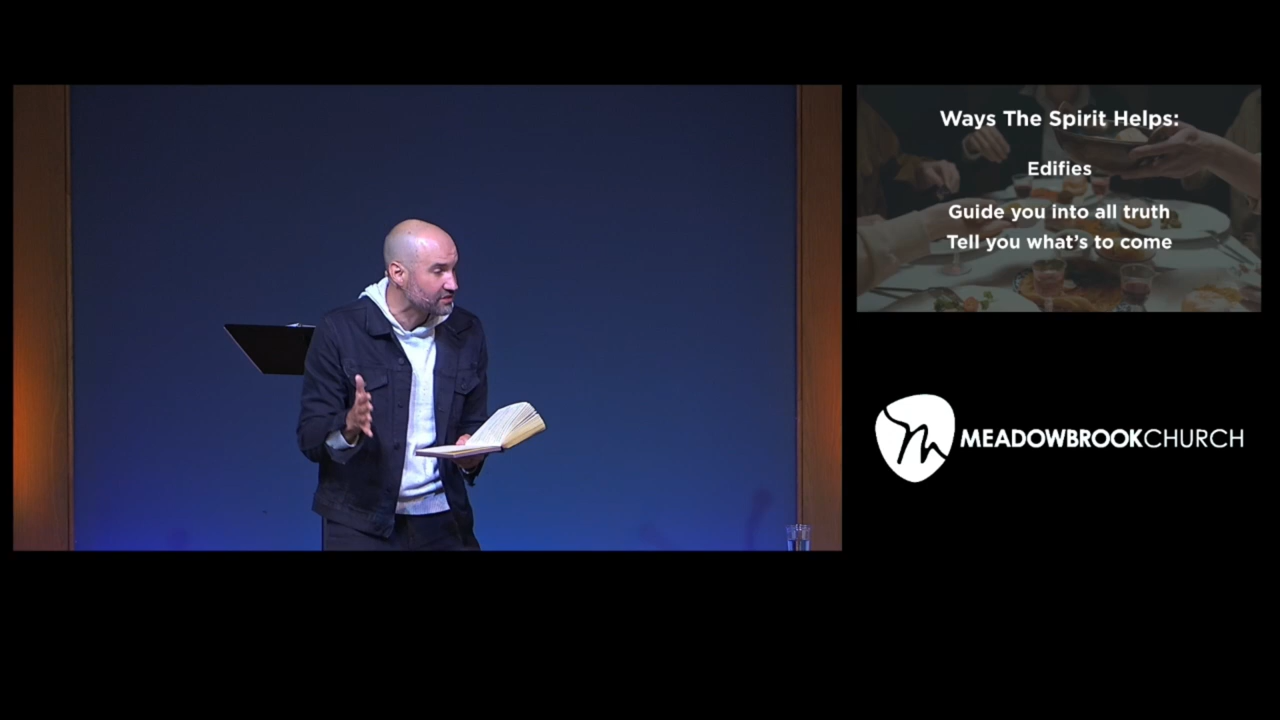 Ways The Spirit Helps:
Edifies
Guide you into all truth
Tell you what's to come
MEADOWBROOKCHURCH